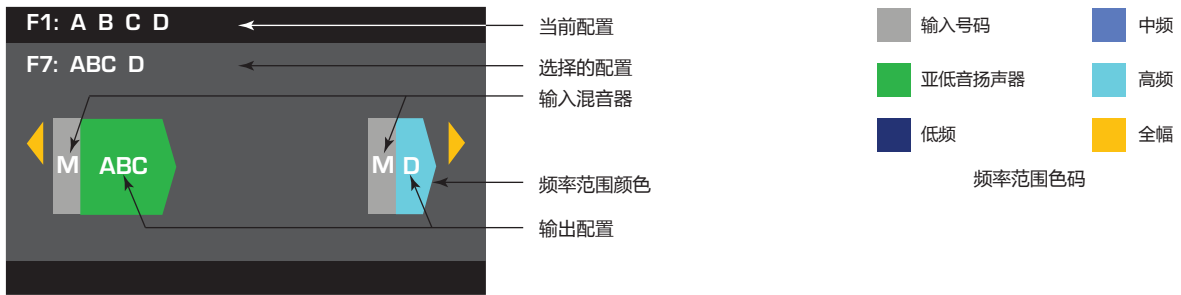 F1: A B C D
当前配置
F7: ABC D
选择的配置
输入混音器
M ABC
M D
频率范围颜色
输出配置
输入号码
中频
亚低音扬声器
高频
低频
全幅
频率范围色码